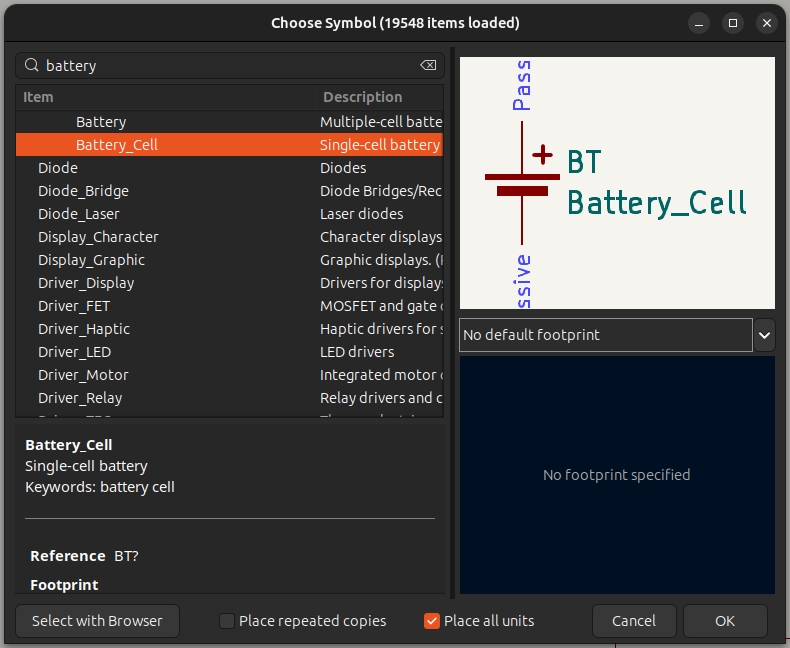 Choose Symbol (19548 items loaded)
battery
Item Description
Battery Multiple-cell batte
Battery_Cell Single-cell battery
Diode Diodes
Diode_Bridge Diode Bridges/Rec
Diode_Laser Laser diodes
Display_Character Character displays
Display_Graphic Graphic displays. (
Driver_Display Drivers for display
Driver_FET MOSFET and gate
Driver_Haptic Haptic drivers for s
Driver_LED LED drivers
Driver_Motor Integrated motor
Driver_Relay Relay drivers and c
Battery_Cell
Single-cell battery
Keywords: battery cell
Reference BT?
Footprint
Pass
+
BT
Battery_Cell
ssive
No default footprint
No footprint specified
Select with Browser
Place repeated copies
Place all units
Cancel
OK